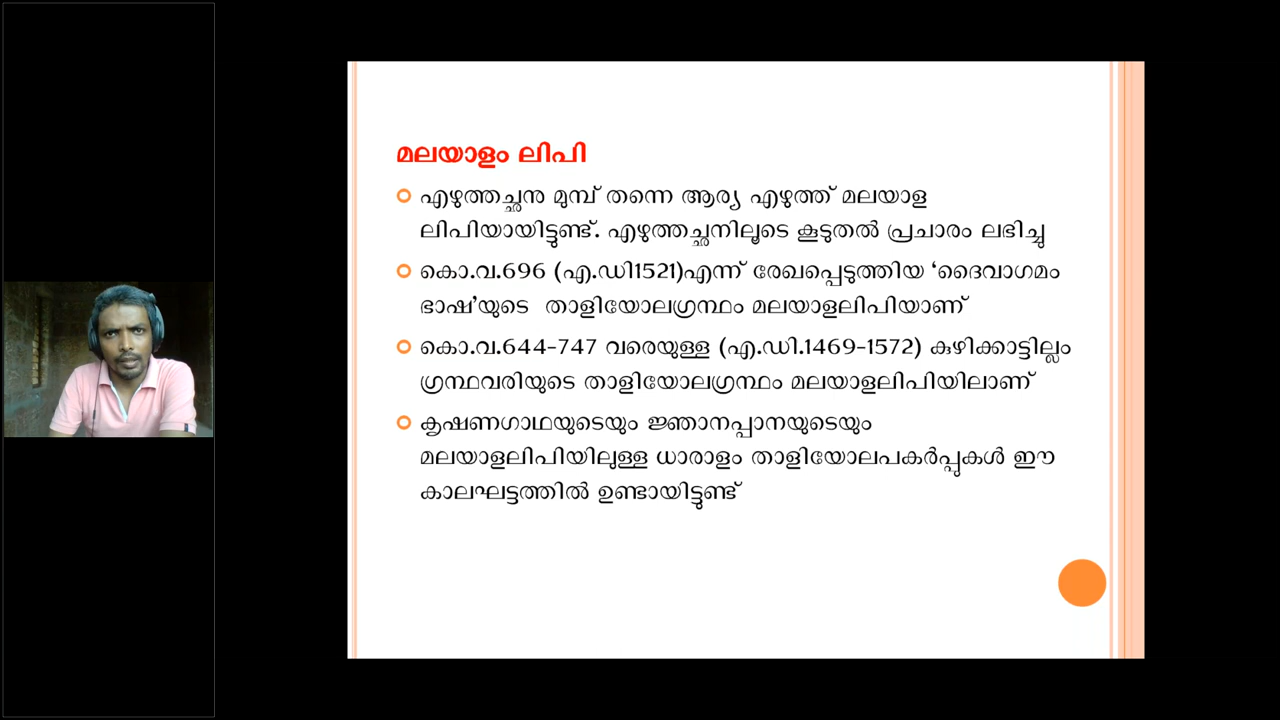 മലയാളം ലിപി
എഴുത്തച്ഛനു മുമ്പ് തന്നെ ആര്യ എഴുത്ത് മലയാള
ലിപിയായിട്ടുണ്ട്. എഴുത്തച്ഛനിലൂടെ കൂടുതൽ പ്രചാരം ലഭിച്ചു
കൊ.വ.696 (എ.ഡി1521)എന്ന് രേഖപ്പെടുത്തിയ ‘ദൈവാഗമം
ഭാഷ’യുടെ താളിയോലഗ്രന്ഥം മലയാളലിപിയാണ്
കൊ.വ.644-747 വരെയുള്ള (എ.ഡി.1469-1572) കുഴിക്കാട്ടില്ലം
ഗ്രന്ഥവരിയുടെ താളിയോലഗ്രന്ഥം മലയാളലിപിയിലാണ്
കൃഷണഗാഥയുടെയും ജ്ഞാനപ്പാനയുടെയും
മലയാളലിപിയിലുള്ള ധാരാളം താളിയോലപകർപ്പുകൾ ഈ
കാലഘട്ടത്തിൽ ഉണ്ടായിട്ടുണ്ട്